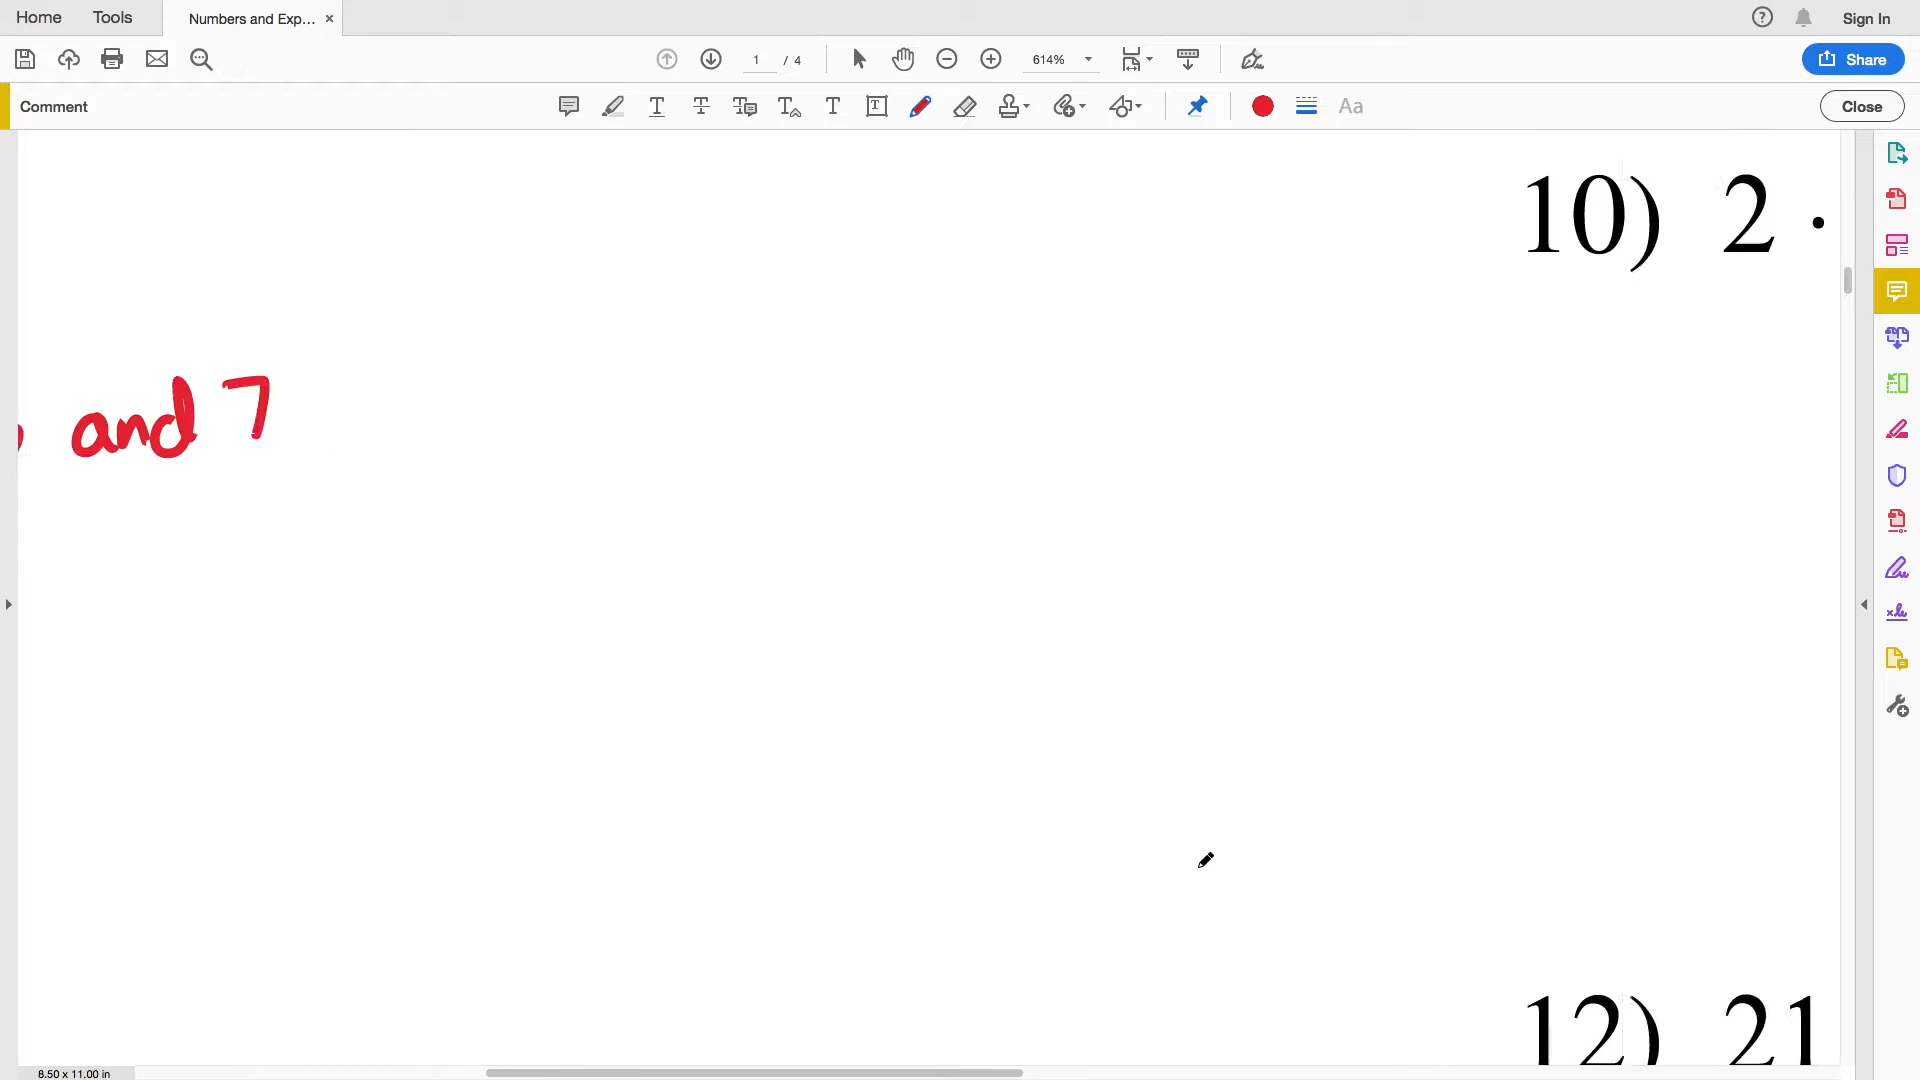 Home Tools Numbers and Exp... × Sign In
1 / 4 614% Share
Comment Aa Close
10) 2 ·
and 7
12) 21
8.50 x 11.00 in